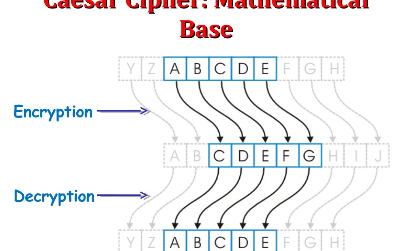 Caesar Cipher: Mathematical
Base
Y Z A B C D E F G H
Encryption
A B C D E F G H I J
Decryption
Y Z A B C D E F G H